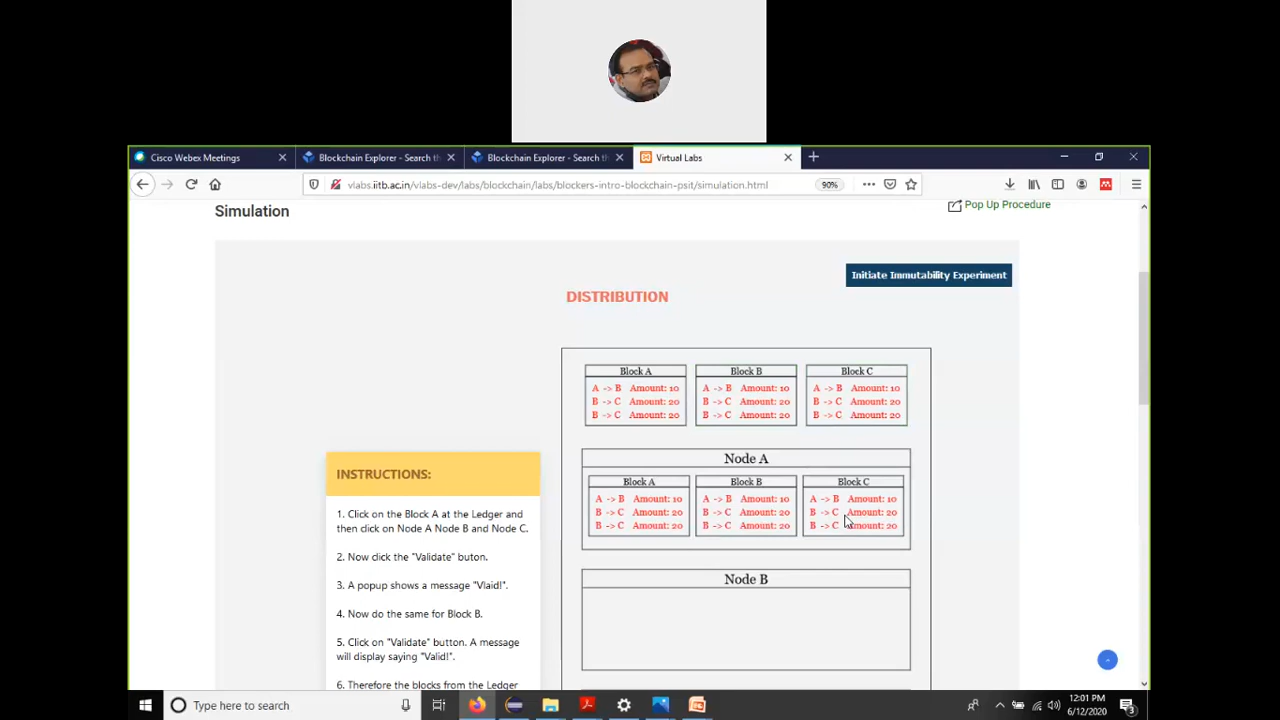 Cisco Webex Meetings
Blockchain Explorer - Search th
Blockchain Explorer - Search th
Virtual Labs
vlabs.iitb.ac.in/vlabs-dev/labs/blockchain/labs/blockers-intro-blockchain-psit/simulation.html
90%
Simulation
Pop Up Procedure
Initiate Immutability Experiment
DISTRIBUTION
Block A Block B Block C
A -> B Amount: 10 A -> B Amount: 10 A -> B Amount: 10
B -> C Amount: 20 B -> C Amount: 20 B -> C Amount: 20
B -> C Amount: 20 B -> C Amount: 20 B -> C Amount: 20
Node A
Block A Block B Block C
A -> B Amount: 10 A -> B Amount: 10 A -> B Amount: 10
B -> C Amount: 20 B -> C Amount: 20 B -> C Amount: 20
B -> C Amount: 20 B -> C Amount: 20 B -> C Amount: 20
Node B
INSTRUCTIONS:
1. Click on the Block A at the Ledger and
then click on Node A Node B and Node C.
2. Now click the "Validate" buton.
3. A popup shows a message "Vlaid!".
4. Now do the same for Block B.
5. Click on "Validate" button. A message
will display saying "Valid!".
6. Therefore the blocks from the Ledger
Type here to search
12:01 PM
6/12/2020
3